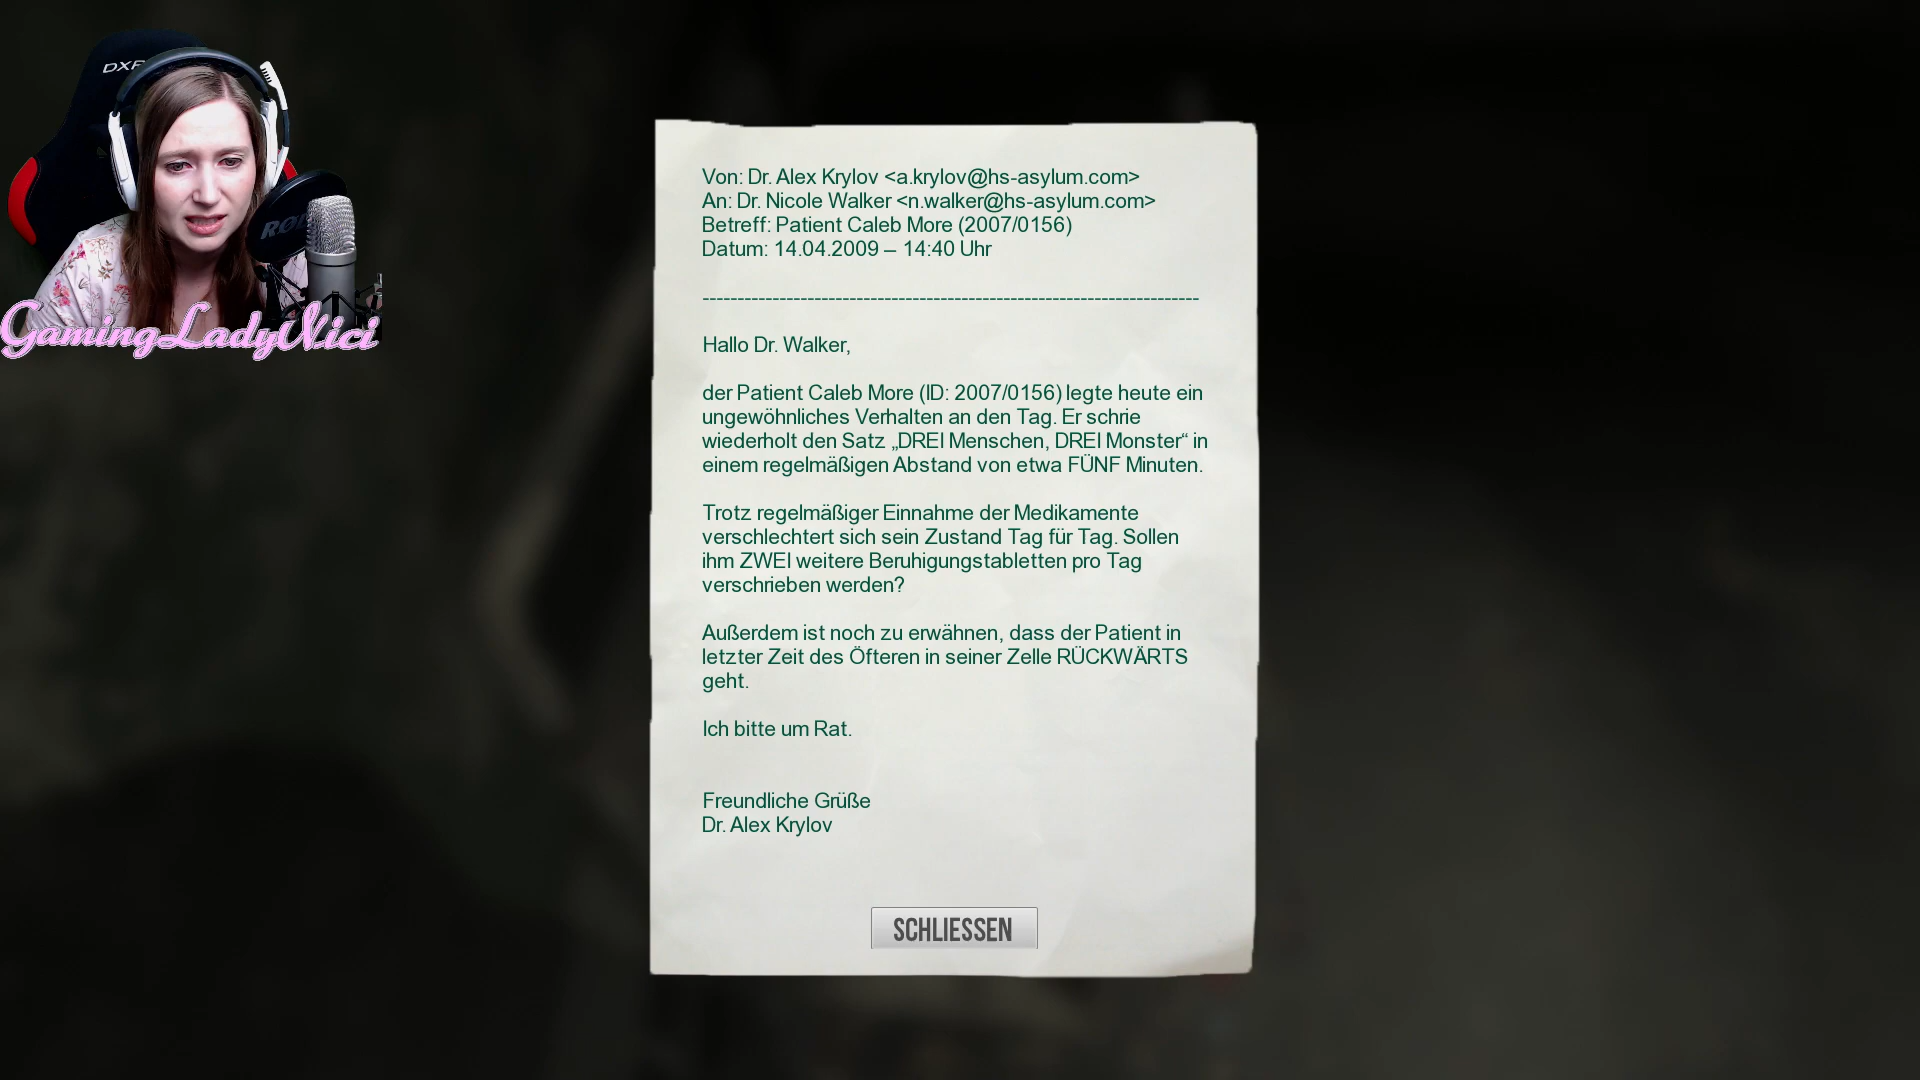 DXR
RØD
GamingLadyNici
Von: Dr. Alex Krylov <a.krylov@hs-asylum.com>
An: Dr. Nicole Walker <n.walker@hs-asylum.com>
Betreff: Patient Caleb More (2007/0156)
Datum: 14.04.2009 – 14:40 Uhr
-----------------------------------------------------------------------
Hallo Dr. Walker,
der Patient Caleb More (ID: 2007/0156) legte heute ein
ungewöhnliches Verhalten an den Tag. Er schrie
wiederholt den Satz „DREI Menschen, DREI Monster“ in
einem regelmäßigen Abstand von etwa FÜNF Minuten.
Trotz regelmäßiger Einnahme der Medikamente
verschlechtert sich sein Zustand Tag für Tag. Sollen
ihm ZWEI weitere Beruhigungstabletten pro Tag
verschrieben werden?
Außerdem ist noch zu erwähnen, dass der Patient in
letzter Zeit des Öfteren in seiner Zelle RÜCKWÄRTS
geht.
Ich bitte um Rat.
Freundliche Grüße
Dr. Alex Krylov
SCHLIESSEN